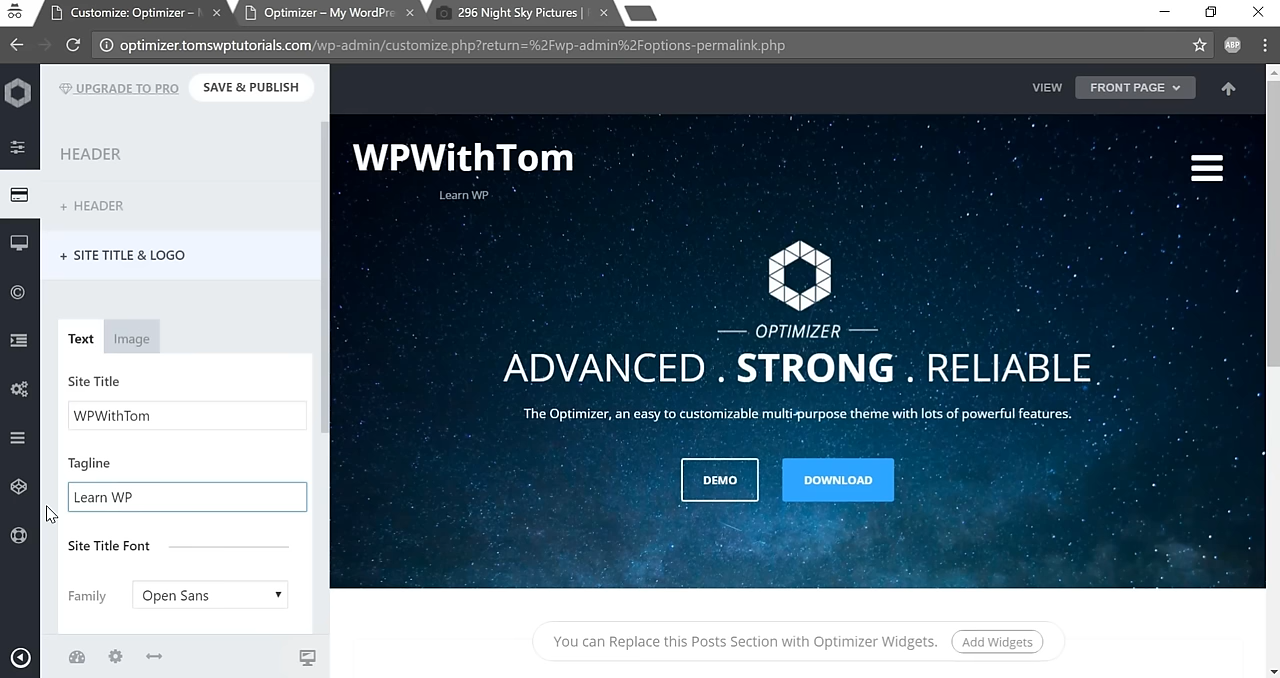 Customize: Optimizer –
Optimizer – My WordPre
296 Night Sky Pictures |
optimizer.tomswptutorials.com/wp-admin/customize.php?return=%2Fwp-admin%2Foptions-permalink.php
ABP
UPGRADE TO PRO
SAVE & PUBLISH
VIEW
FRONT PAGE
HEADER
+ HEADER
+ SITE TITLE & LOGO
Text
Image
Site Title
WPWithTom
Tagline
Learn WP
Site Title Font
Family
Open Sans
WPWithTom
Learn WP
OPTIMIZER
ADVANCED . STRONG . RELIABLE
The Optimizer, an easy to customizable multi-purpose theme with lots of powerful features.
DEMO
DOWNLOAD
You can Replace this Posts Section with Optimizer Widgets.
Add Widgets